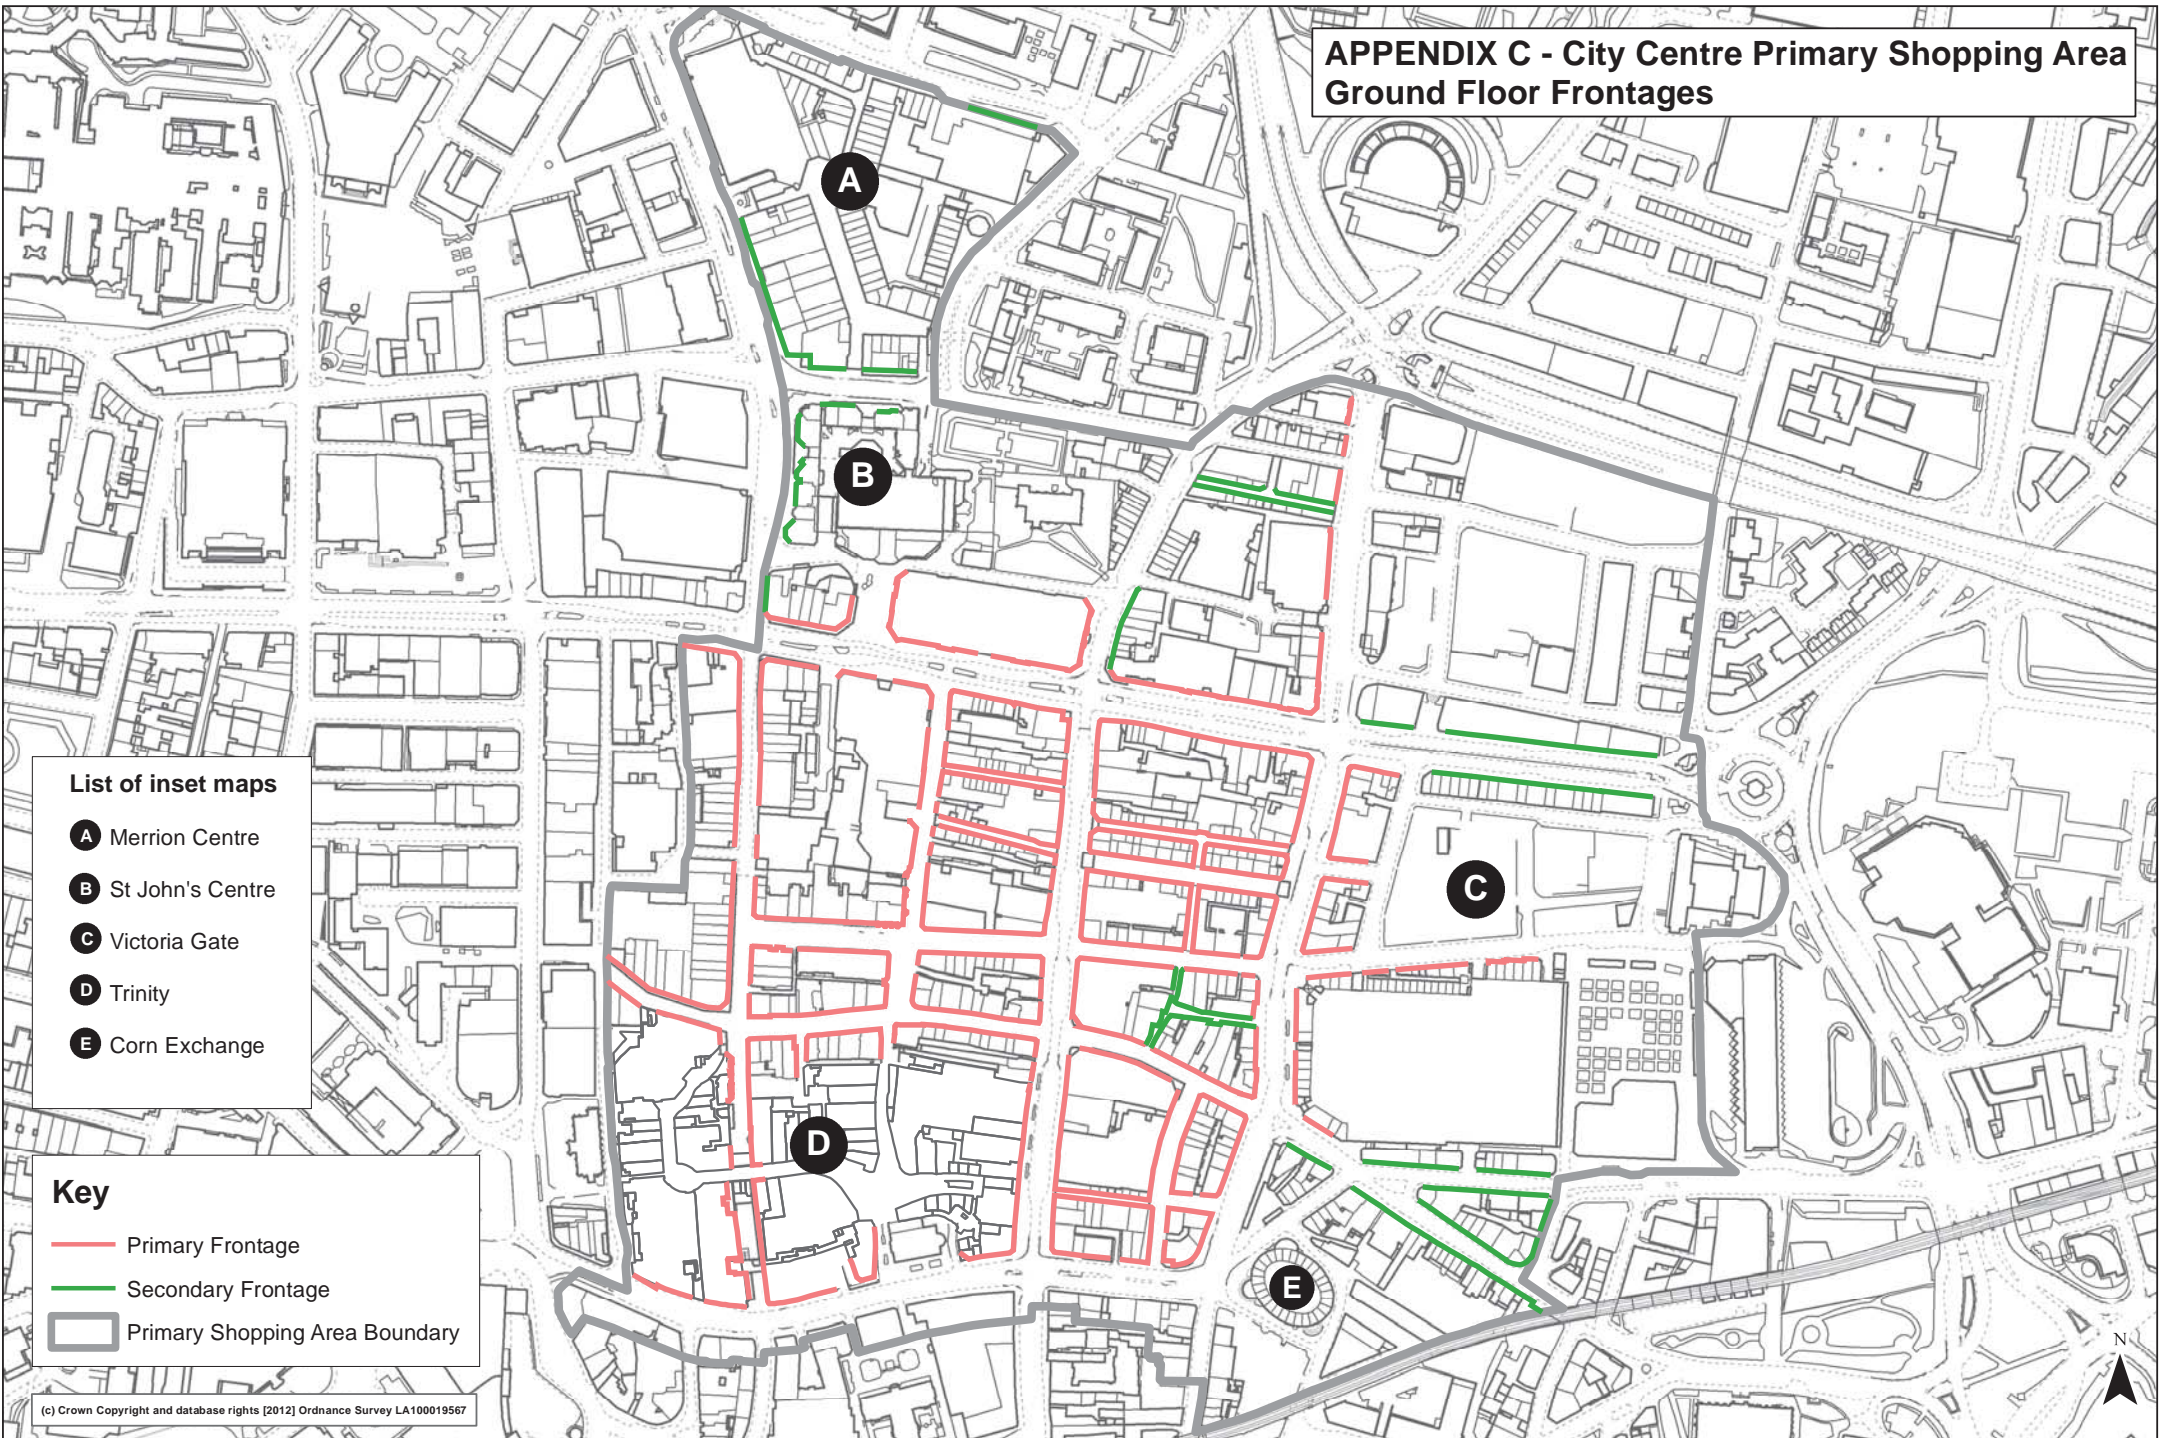 APPENDIX C - City Centre Primary Shopping Area
Ground Floor Frontages
A
B
C
D
E
List of inset maps
A Merrion Centre
B St John's Centre
C Victoria Gate
D Trinity
E Corn Exchange
Key
Primary Frontage
Secondary Frontage
Primary Shopping Area Boundary
(c) Crown Copyright and database rights [2012] Ordnance Survey LA100019567
N